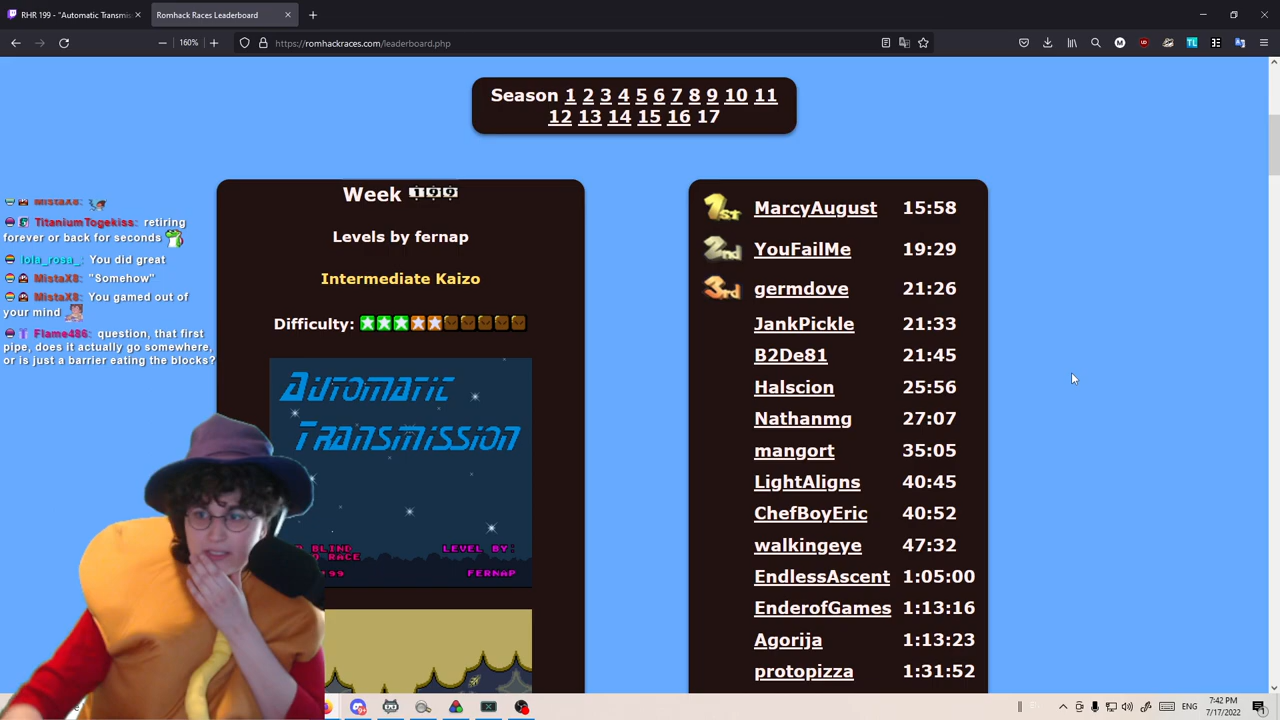 RHR 199 - "Automatic Transmis
Romhack Races Leaderboard
160%
https://romhackraces.com/leaderboard.php
Season 1 2 3 4 5 6 7 8 9 10 11
12 13 14 15 16 17
Week 199
Levels by fernap
Intermediate Kaizo
Difficulty:
AUTOMATIC
TRANSMISSION
BLIND
RACE
LEVEL BY:
FERNAP
1st MarcyAugust 15:58
2nd YouFailMe 19:29
3rd germdove 21:26
JankPickle 21:33
B2De81 21:45
Halscion 25:56
Nathanmg 27:07
mangort 35:05
LightAligns 40:45
ChefBoyEric 40:52
walkingeye 47:32
EndlessAscent 1:05:00
EnderofGames 1:13:16
Agorija 1:13:23
protopizza 1:31:52
MistaX8:
TitaniumTogekiss: retiring
forever or back for seconds
lola_rosa_: You did great
MistaX8: "Somehow"
MistaX8: You gamed out of
your mind
Flame486: question, that first
pipe, does it actually go somewhere,
or is just a barrier eating the blocks?
ENG
7:42 PM
7/17/2022